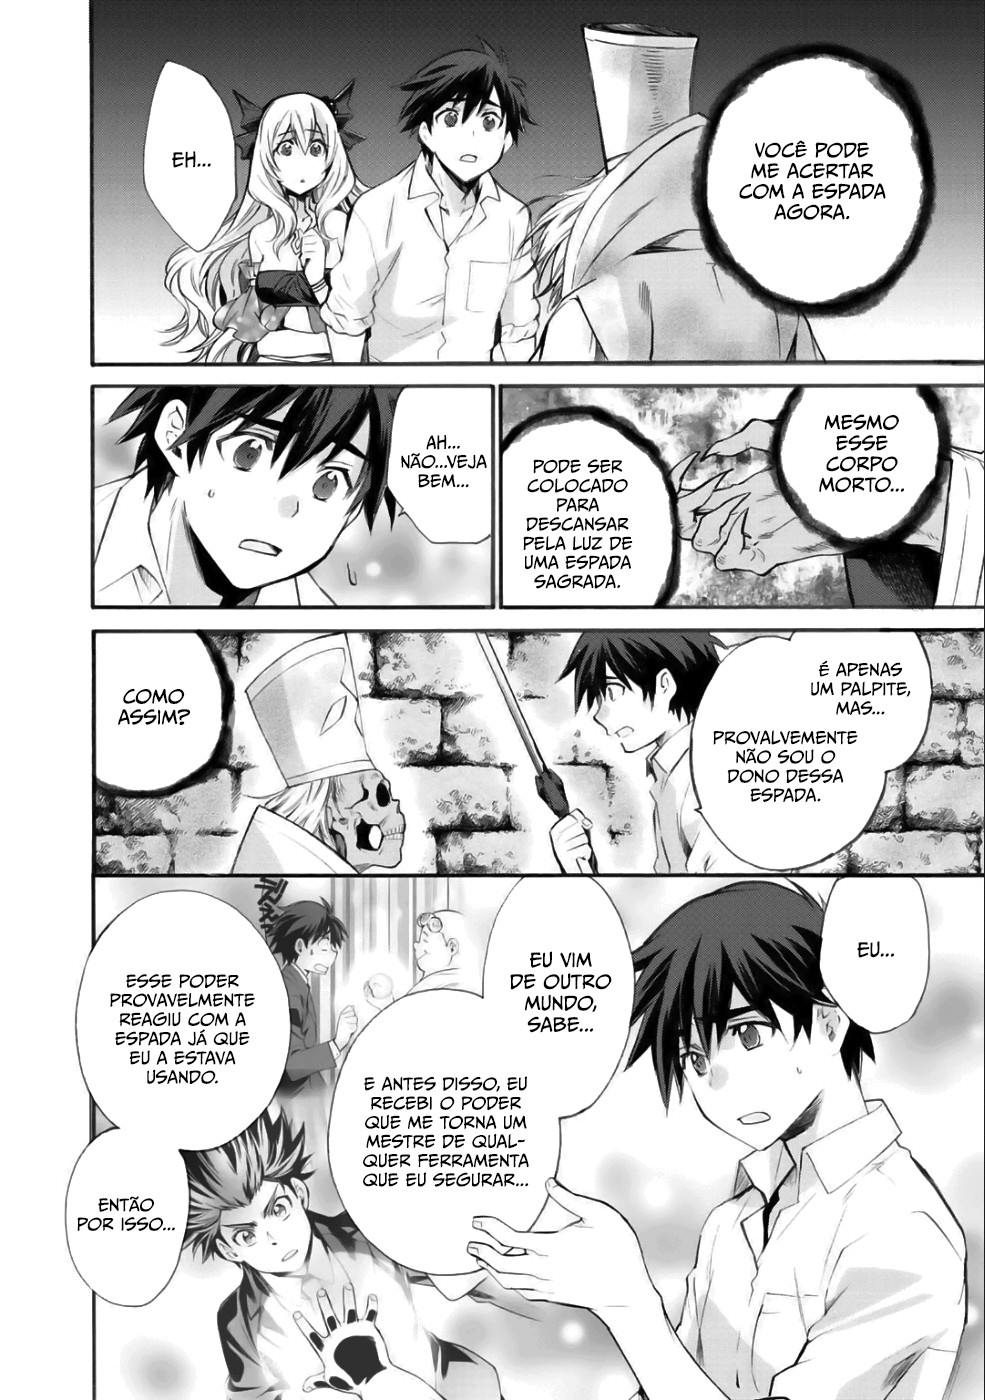 VOCÊ PODE
ME ACERTAR
COM A ESPADA
AGORA.
EH...
MESMO
ESSE
CORPO
MORTO...
PODE SER
COLOCADO
PARA
DESCANSAR
PELA LUZ DE
UMA ESPADA
SAGRADA.
AH...
NÃO...VEJA
BEM...
É APENAS
UM PALPITE,
MAS...
PROVALVEMENTE
NÃO SOU O
DONO DESSA
ESPADA.
COMO
ASSIM?
EU...
EU VIM
DE OUTRO
MUNDO,
SABE...
E ANTES DISSO, EU
RECEBI O PODER
QUE ME TORNA UM
MESTRE DE QUAL-
QUER FERRAMENTA
QUE EU SEGURAR...
ESSE PODER
PROVAVELMENTE
REAGIU COM A
ESPADA JÁ QUE
EU A ESTAVA
USANDO.
ENTÃO
POR ISSO...